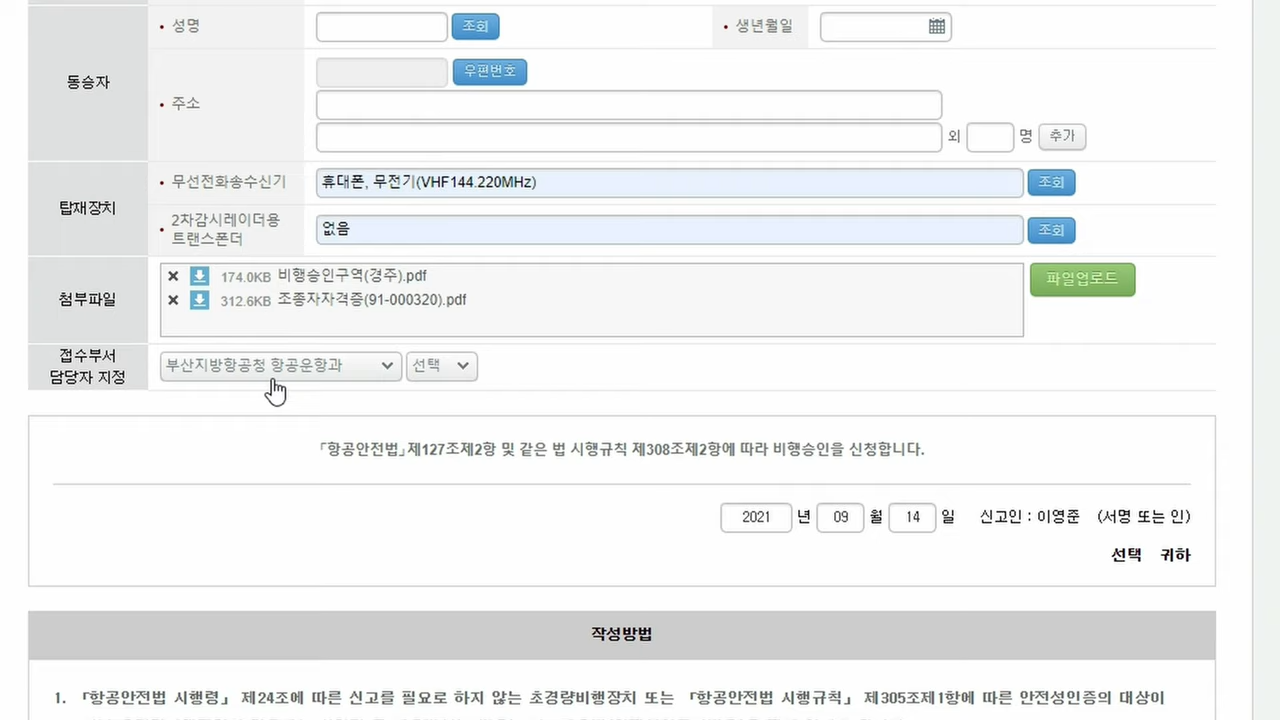 • 성명 조회 • 생년월일
동승자
우편번호
• 주소
외 명 추가
탑재장치
• 무선전화송수신기 휴대폰, 무전기(VHF144.220MHz) 조회
• 2차감시레이더용
트랜스폰더
없음 조회
첨부파일
174.0KB 비행승인구역(경주).pdf 파일업로드
312.6KB 조종자자격증(91-000320).pdf
접수부서
담당자 지정
부산지방항공청 항공운항과 선택
「항공안전법」제127조제2항 및 같은 법 시행규칙 제308조제2항에 따라 비행승인을 신청합니다.
2021 년 09 월 14 일 신고인 : 이영준 (서명 또는 인)
선택 귀하
작성방법
1. 「항공안전법 시행령」 제24조에 따른 신고를 필요로 하지 않는 초경량비행장치 또는 「항공안전법 시행규칙」 제305조제1항에 따른 안전성인증의 대상이